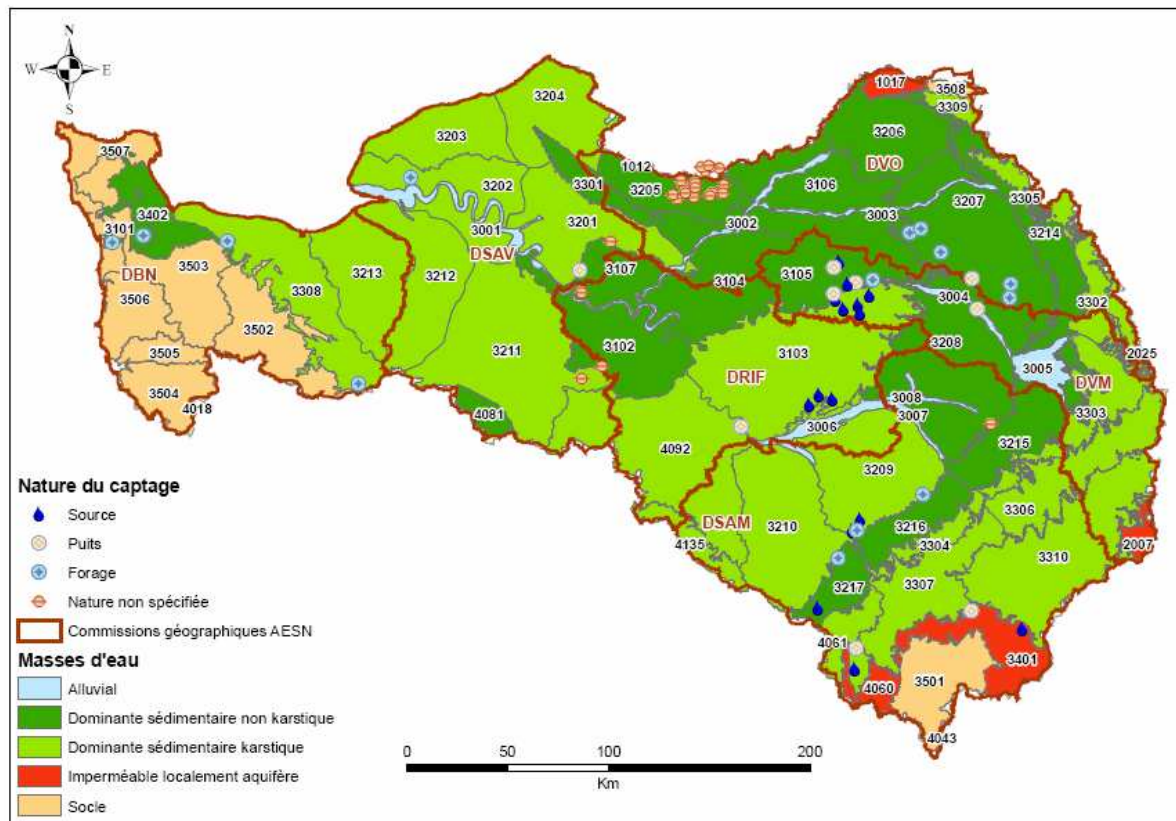 N
W
E
S
3204
1017
3508
3309
3203
3206
3507
DVO
1012
3205
3106
3301
3202
3207
3305
3402
3002
3003
3101
3001
3201
3214
DSAV
3503
DBN
3212
3107
3104
3105
3213
3004
3506
3308
3302
3502
3102
3103
3208
2025
3505
3211
DRIF
3005
DVM
3504
3008
3303
4018
4081
3006
3007
3215
4092
3209
DSAM
3210
3216
3306
4135
3304
3310
2007
3217
3307
4061
3401
4060
3501
4043
Nature du captage
Source
Puits
Forage
Nature non spécifiée
Commissions géographiques AESN
Masses d'eau
Alluvial
Dominante sédimentaire non karstique
Dominante sédimentaire karstique
Imperméable localement aquifère
Socle
0 50 100 200
Km